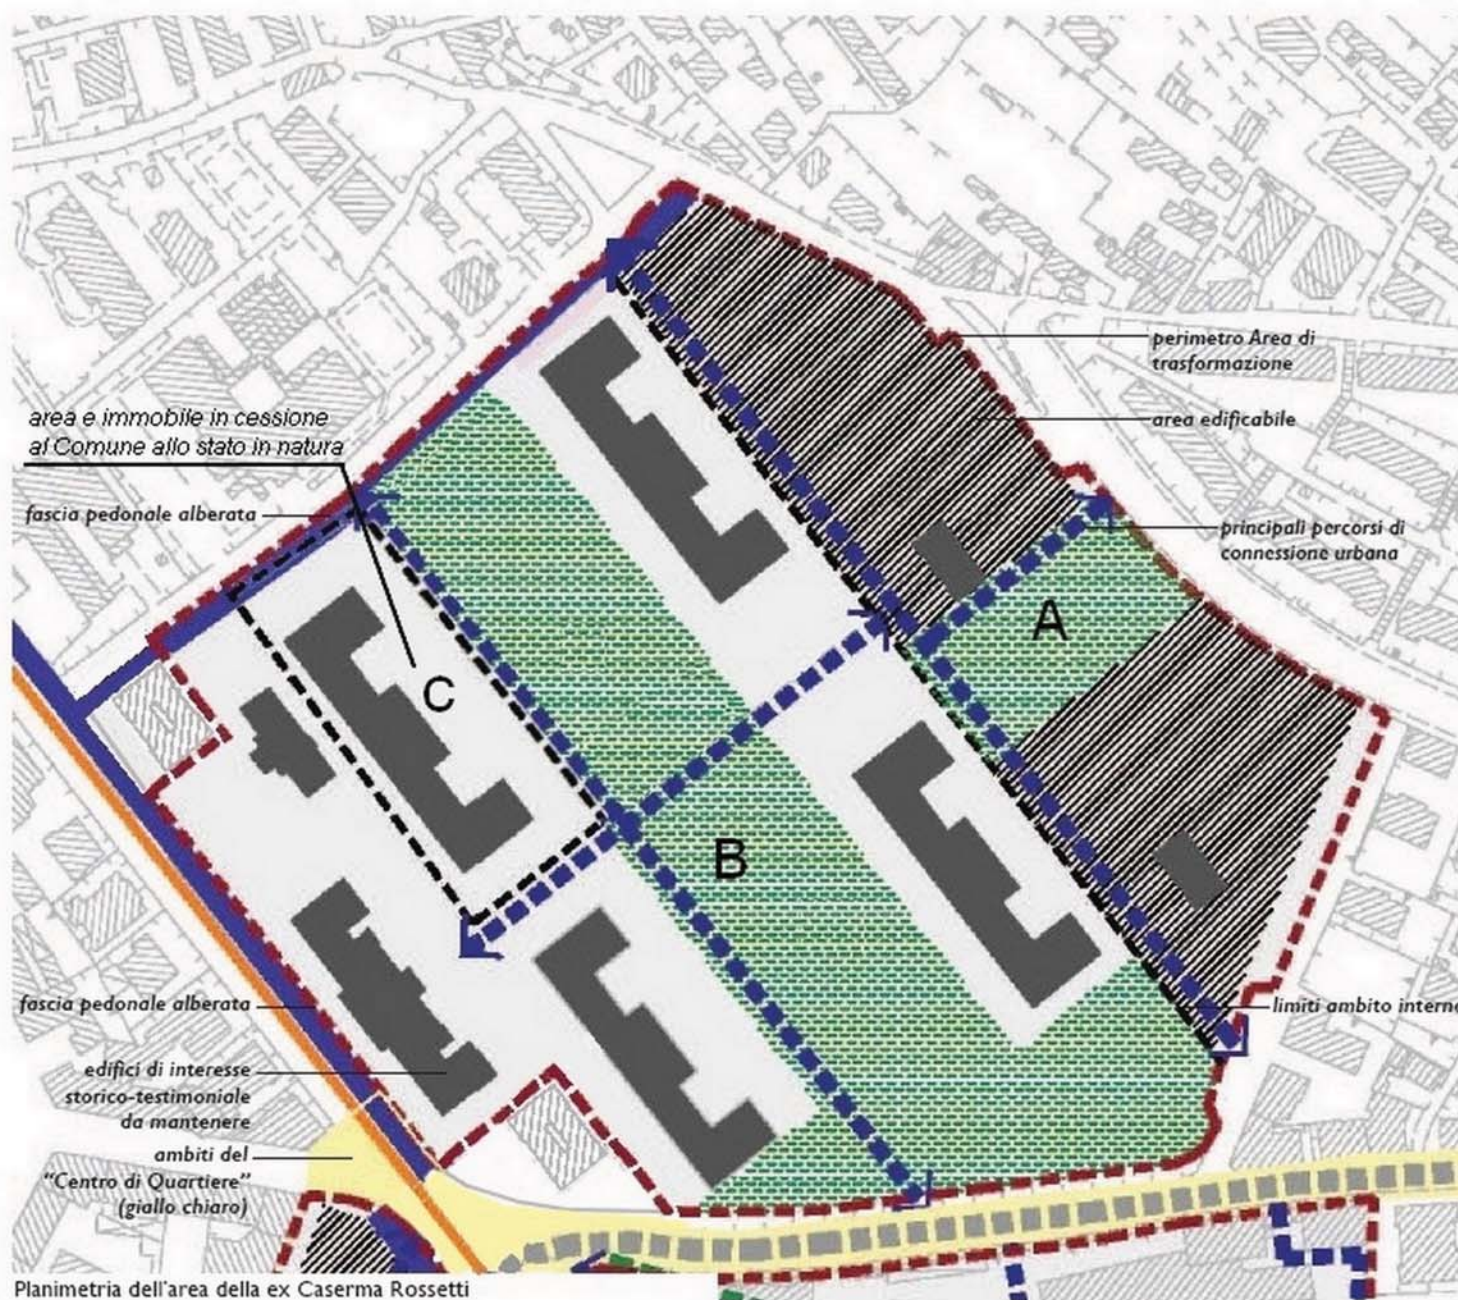 perimetro Area di
trasformazione
area edificabile
area e immobile in cessione
al Comune allo stato in natura
fascia pedonale alberata
principali percorsi di
connessione urbana
A
C
B
fascia pedonale alberata
limiti ambito interno
edifici di interesse
storico-testimoniale
da mantenere
ambiti del
“Centro di Quartiere”
(giallo chiaro)
Planimetria dell'area della ex Caserma Rossetti